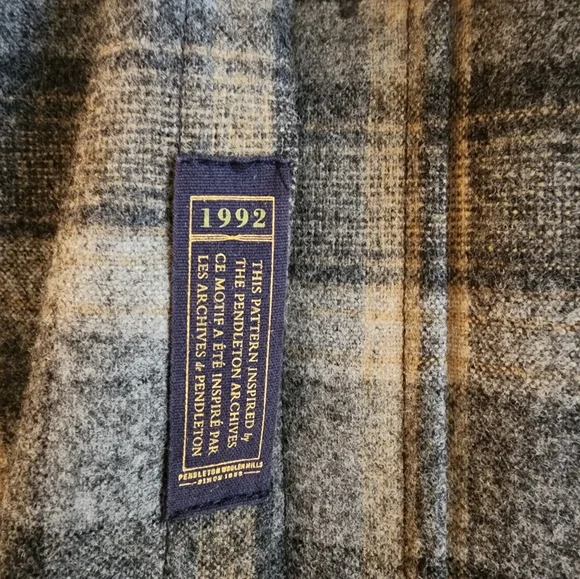 1992
THIS PATTERN INSPIRED by
THE PENDLETON ARCHIVES
CE MOTIF A ÉTÉ INSPIRÉ PAR
LES ARCHIVES de PENDLETON
PENDLETON WOOLEN MILLS
SINCE 1863